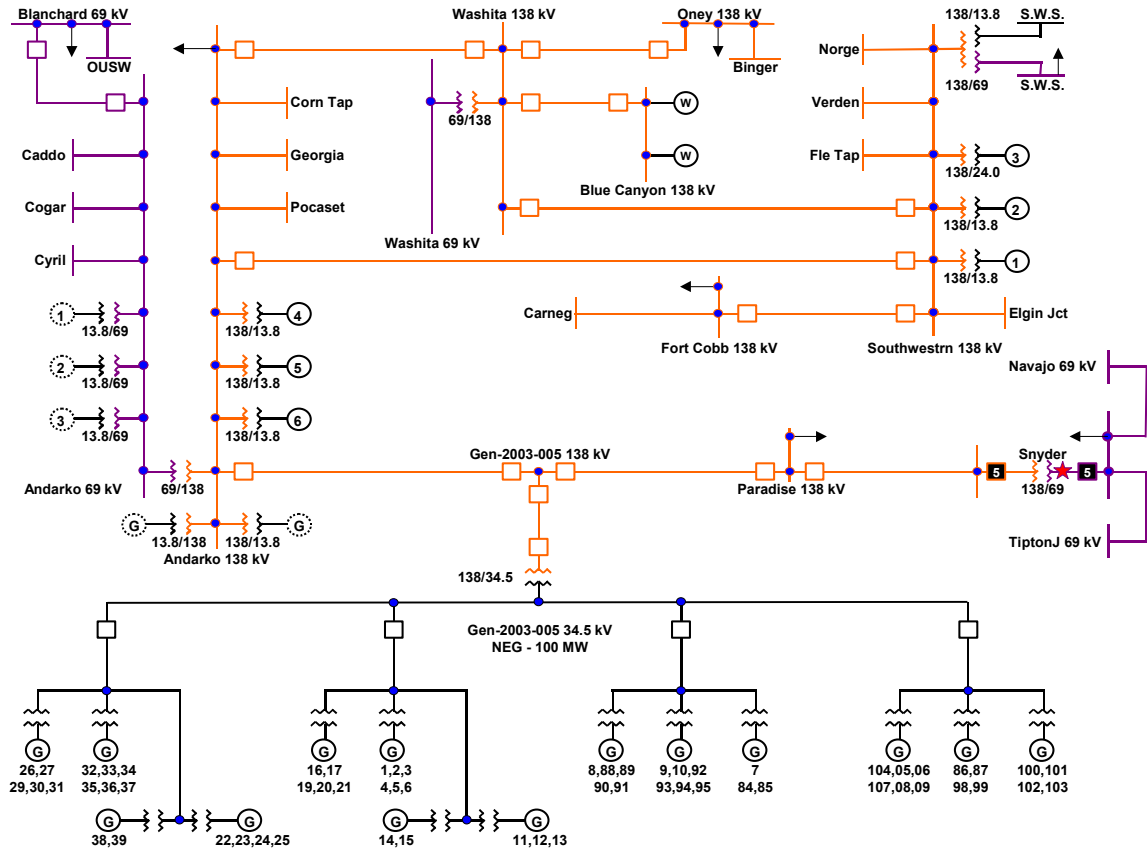 Blanchard 69 kV
Washita 138 kV
Oney 138 kV
138/13.8
S.W.S.
Norge
OUSW
Binger
138/69
S.W.S.
Corn Tap
W
Verden
69/138
Caddo
Georgia
W
Fle Tap
3
138/24.0
Blue Canyon 138 kV
Cogar
Pocaset
2
138/13.8
Washita 69 kV
Cyril
1
138/13.8
1
13.8/69
4
138/13.8
Carneg
Elgin Jct
Fort Cobb 138 kV
Southwestrn 138 kV
2
13.8/69
5
138/13.8
Navajo 69 kV
3
13.8/69
6
138/13.8
Gen-2003-005 138 kV
Snyder
5
5
138/69
Andarko 69 kV
69/138
Paradise 138 kV
G
13.8/138
138/13.8
G
Andarko 138 kV
TiptonJ 69 kV
138/34.5
Gen-2003-005 34.5 kV
NEG - 100 MW
G
G
G
G
G
G
G
G
G
G
26,27
29,30,31
32,33,34
35,36,37
16,17
19,20,21
1,2,3
4,5,6
8,88,89
90,91
9,10,92
93,94,95
7
84,85
104,05,06
107,08,09
86,87
98,99
100,101
102,103
G
38,39
G
22,23,24,25
G
14,15
G
11,12,13